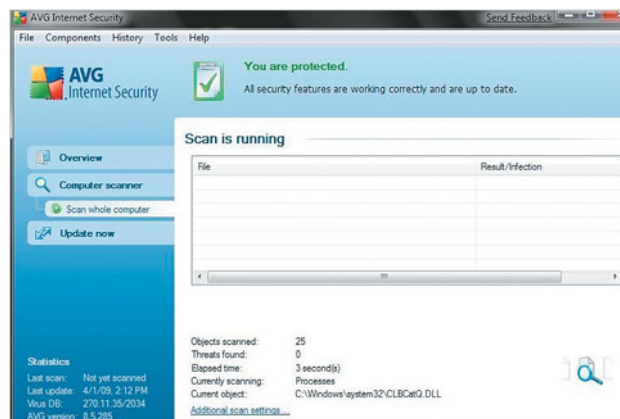 AVG Internet Security
Send Feedback
File Components History Tools Help
AVG
Internet Security
You are protected.
All security features are working correctly and are up to date.
Scan is running
Overview
Computer scanner
Scan whole computer
Update now
File Result/Infection
Objects scanned: 25
Threats found: 0
Elapsed time: 3 second(s)
Currently scanning: Processes
Current object: C:\Windows\system32\CLBCatQ.DLL
Additional scan settings ...
Statistics
Last scan: Not yet scanned
Last update: 4/1/09, 2:12 PM
Virus DB: 270.11.35/2034
AVG version: 8.5.285